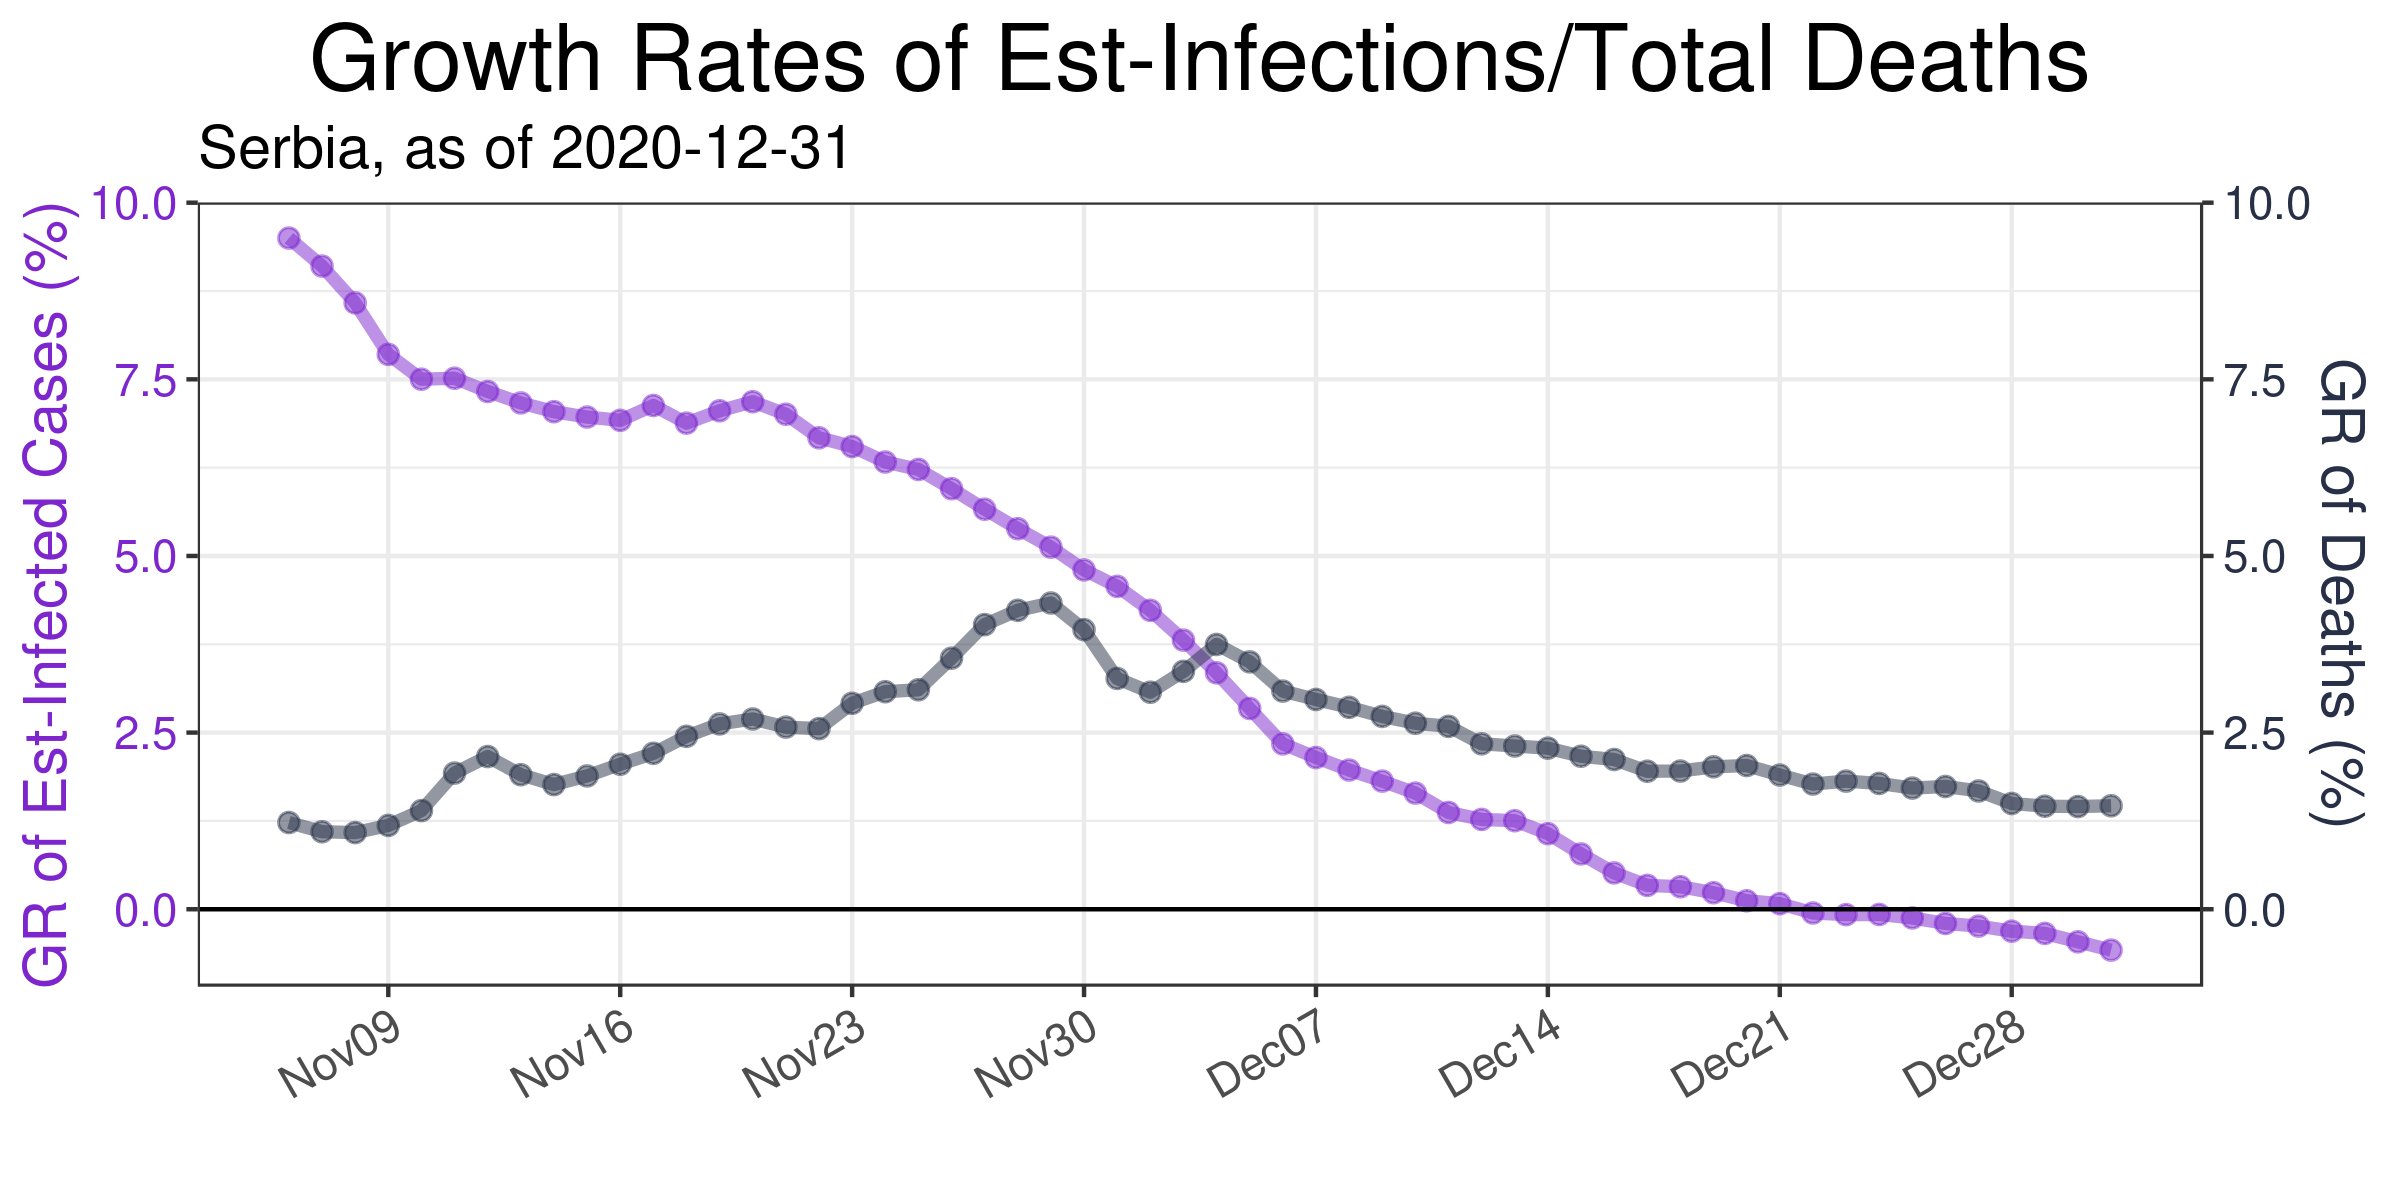 Growth Rates of Est-Infections/Total Deaths
Serbia, as of 2020-12-31
GR of Est-Infected Cases (%)
10.0
7.5
5.0
2.5
0.0
10.0
7.5
5.0
2.5
0.0
GR of Deaths (%)
Nov09
Nov16
Nov23
Nov30
Dec07
Dec14
Dec21
Dec28